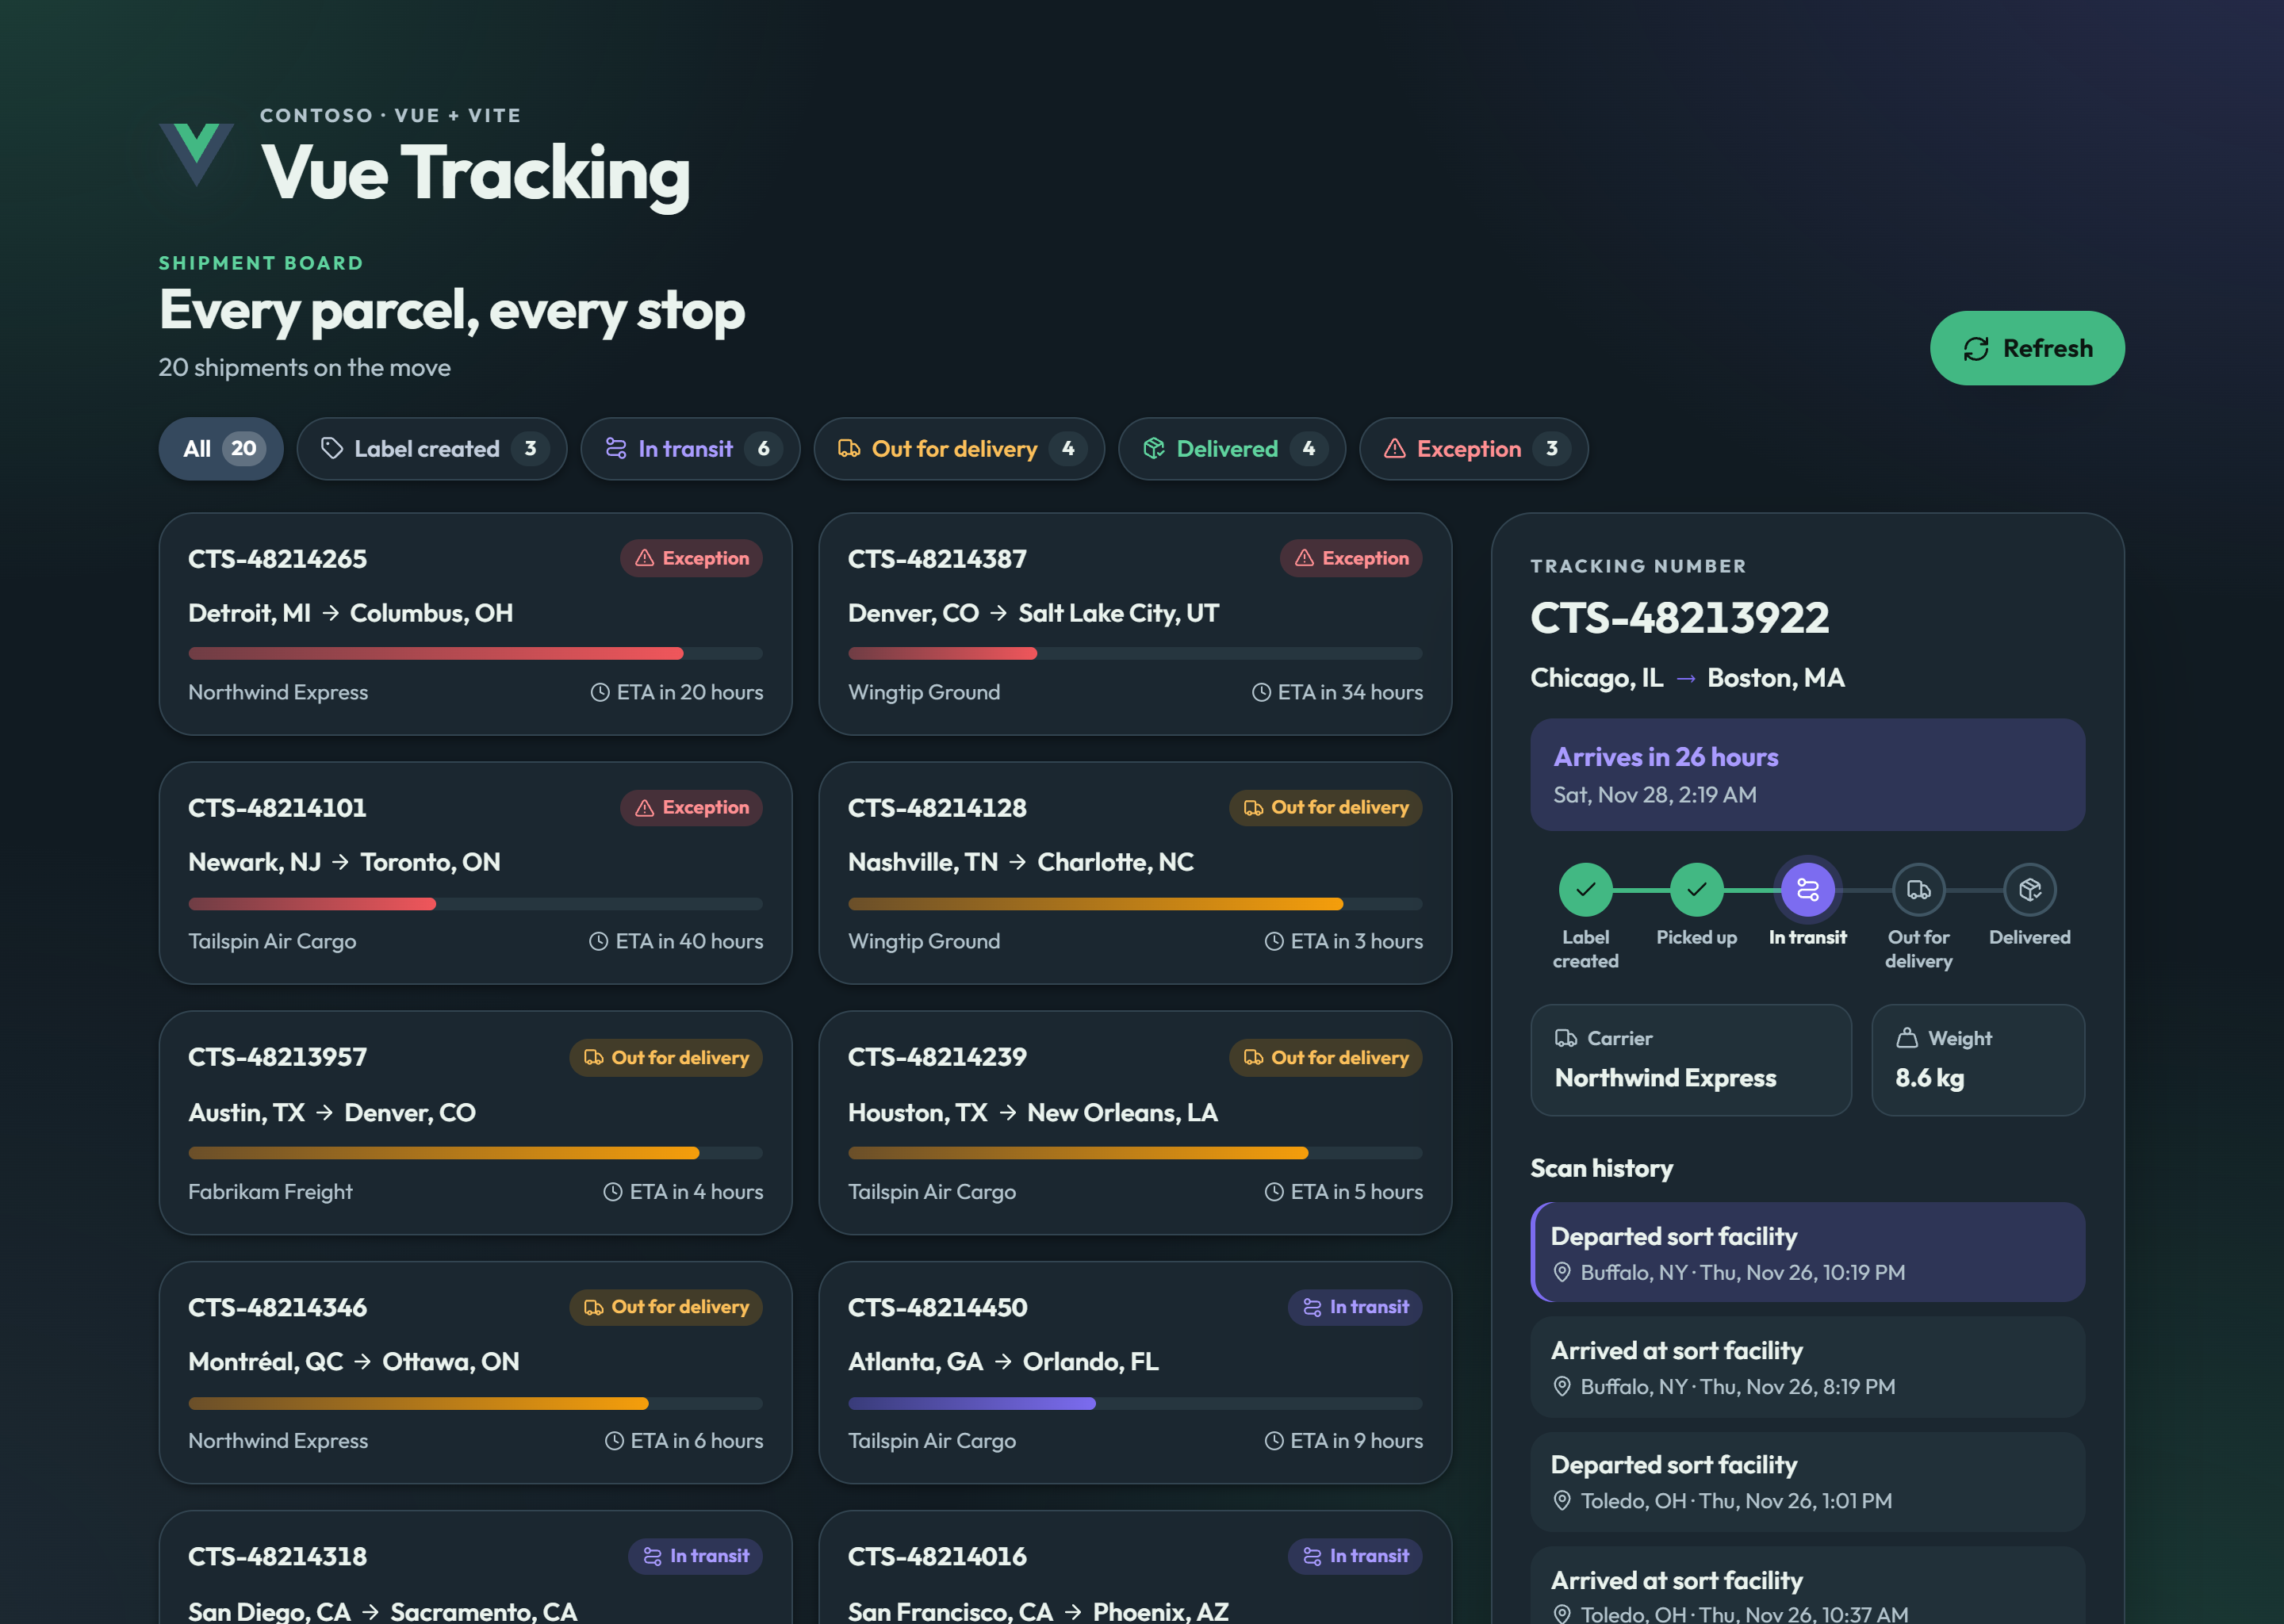 CONTOSO · VUE + VITE
Vue Tracking
SHIPMENT BOARD
Every parcel, every stop
20 shipments on the move
Refresh
All 20
Label created 3
In transit 6
Out for delivery 4
Delivered 4
Exception 3
CTS-48214265
Exception
Detroit, MI → Columbus, OH
Northwind Express
ETA in 20 hours
CTS-48214387
Exception
Denver, CO → Salt Lake City, UT
Wingtip Ground
ETA in 34 hours
CTS-48214101
Exception
Newark, NJ → Toronto, ON
Tailspin Air Cargo
ETA in 40 hours
CTS-48214128
Out for delivery
Nashville, TN → Charlotte, NC
Wingtip Ground
ETA in 3 hours
CTS-48213957
Out for delivery
Austin, TX → Denver, CO
Fabrikam Freight
ETA in 4 hours
CTS-48214239
Out for delivery
Houston, TX → New Orleans, LA
Tailspin Air Cargo
ETA in 5 hours
CTS-48214346
Out for delivery
Montréal, QC → Ottawa, ON
Northwind Express
ETA in 6 hours
CTS-48214450
In transit
Atlanta, GA → Orlando, FL
Tailspin Air Cargo
ETA in 9 hours
CTS-48214318
In transit
San Diego, CA → Sacramento, CA
CTS-48214016
In transit
San Francisco, CA → Phoenix, AZ
TRACKING NUMBER
CTS-48213922
Chicago, IL → Boston, MA
Arrives in 26 hours
Sat, Nov 28, 2:19 AM
Label created
Picked up
In transit
Out for delivery
Delivered
Carrier
Northwind Express
Weight
8.6 kg
Scan history
Departed sort facility
Buffalo, NY · Thu, Nov 26, 10:19 PM
Arrived at sort facility
Buffalo, NY · Thu, Nov 26, 8:19 PM
Departed sort facility
Toledo, OH · Thu, Nov 26, 1:01 PM
Arrived at sort facility
Toledo, OH · Thu, Nov 26, 10:37 AM